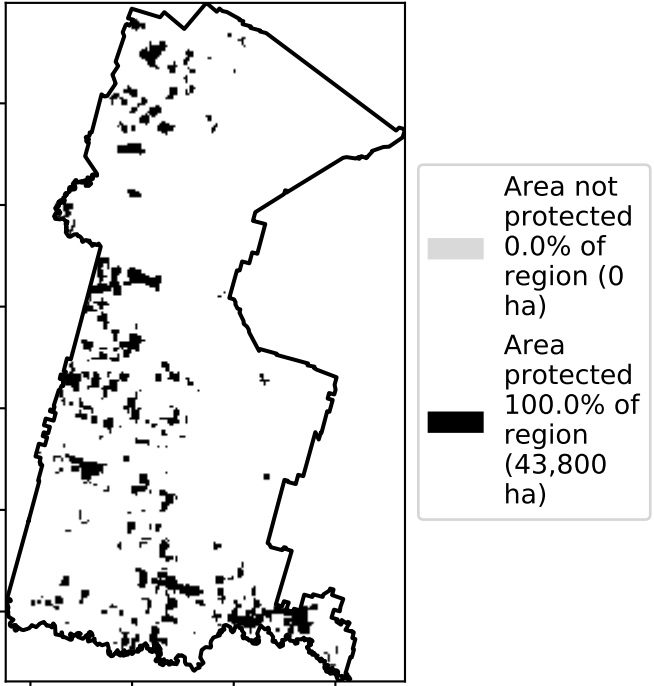 Area not
protected
0.0% of
region (0
ha)
Area
protected
100.0% of
region
(43,800
ha)